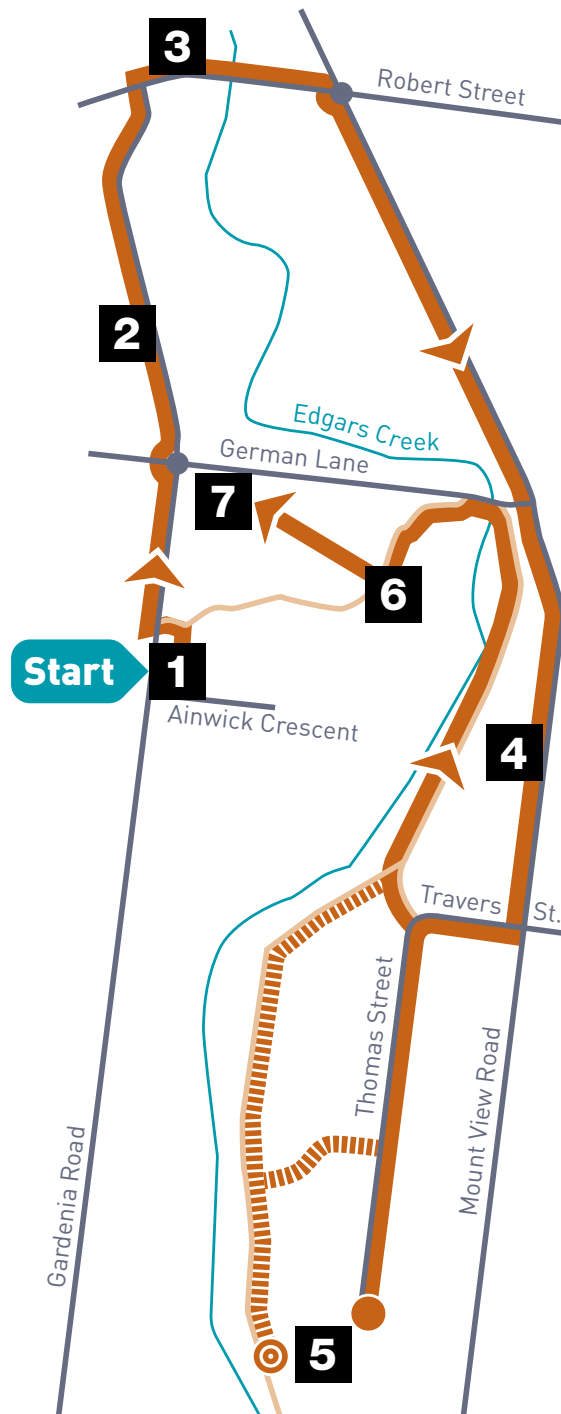 3
Robert Street
2
Edgars Creek
German Lane
7
6
Start
1
Ainwick Crescent
4
Travers St.
Thomas Street
Mount View Road
Gardenia Road
5